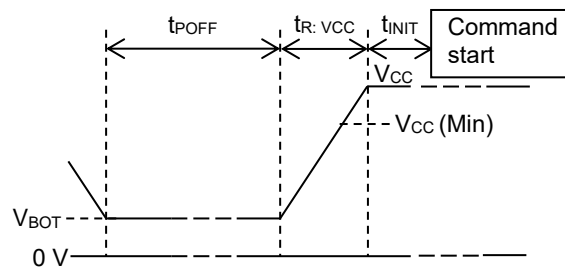 tPOFF
tR: VCC
tINIT
Command
start
VCC
VCC (Min)
VBOT
0 V